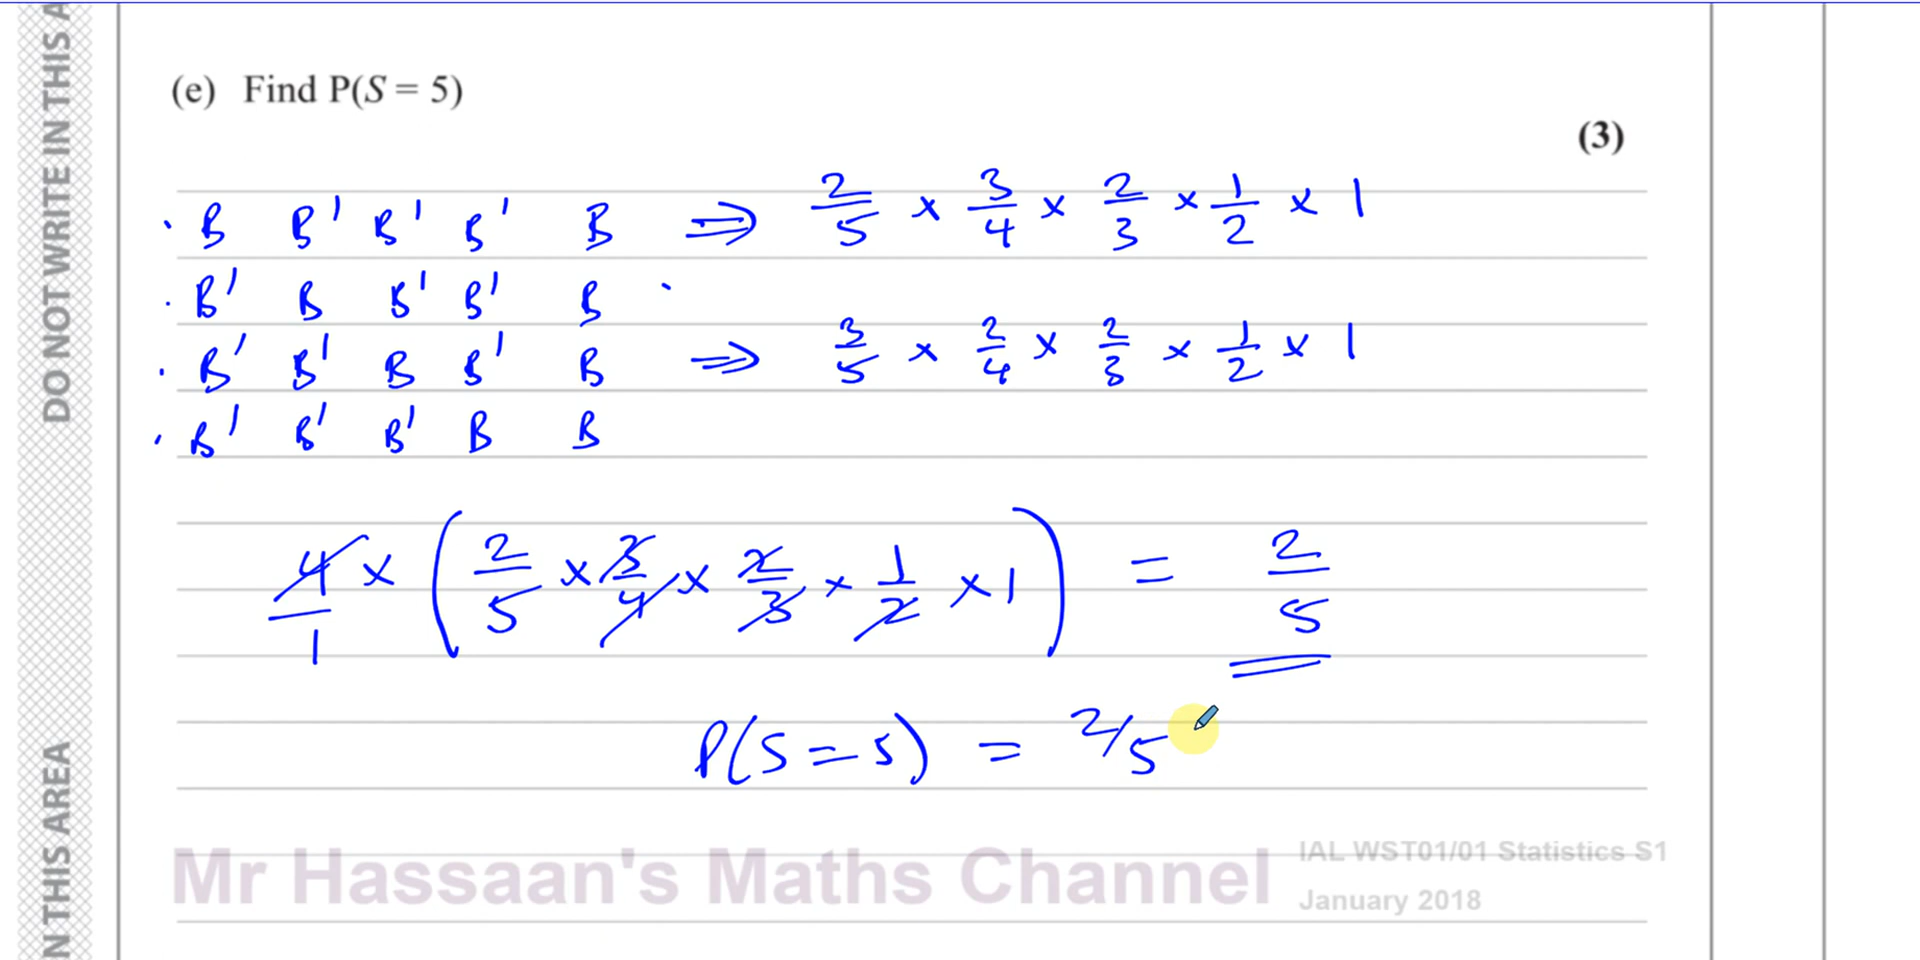 DO NOT WRITE IN THIS A
(e) Find P(S = 5)
(3)
· B B' B' B' B ⇒ 2/5 × 3/4 × 2/3 × 1/2 × 1
· B' B B' B' B ·
· B' B' B B' B ⇒ 3/5 × 2/4 × 2/3 × 1/2 × 1
· B' B' B' B B
4/1 × (2/5 × 3/4 × 2/3 × 1/2 × 1) = 2/5
P(S = 5) = 2/5
N THIS AREA
Mr Hassaan's Maths Channel
IAL WST01/01 Statistics S1
January 2018